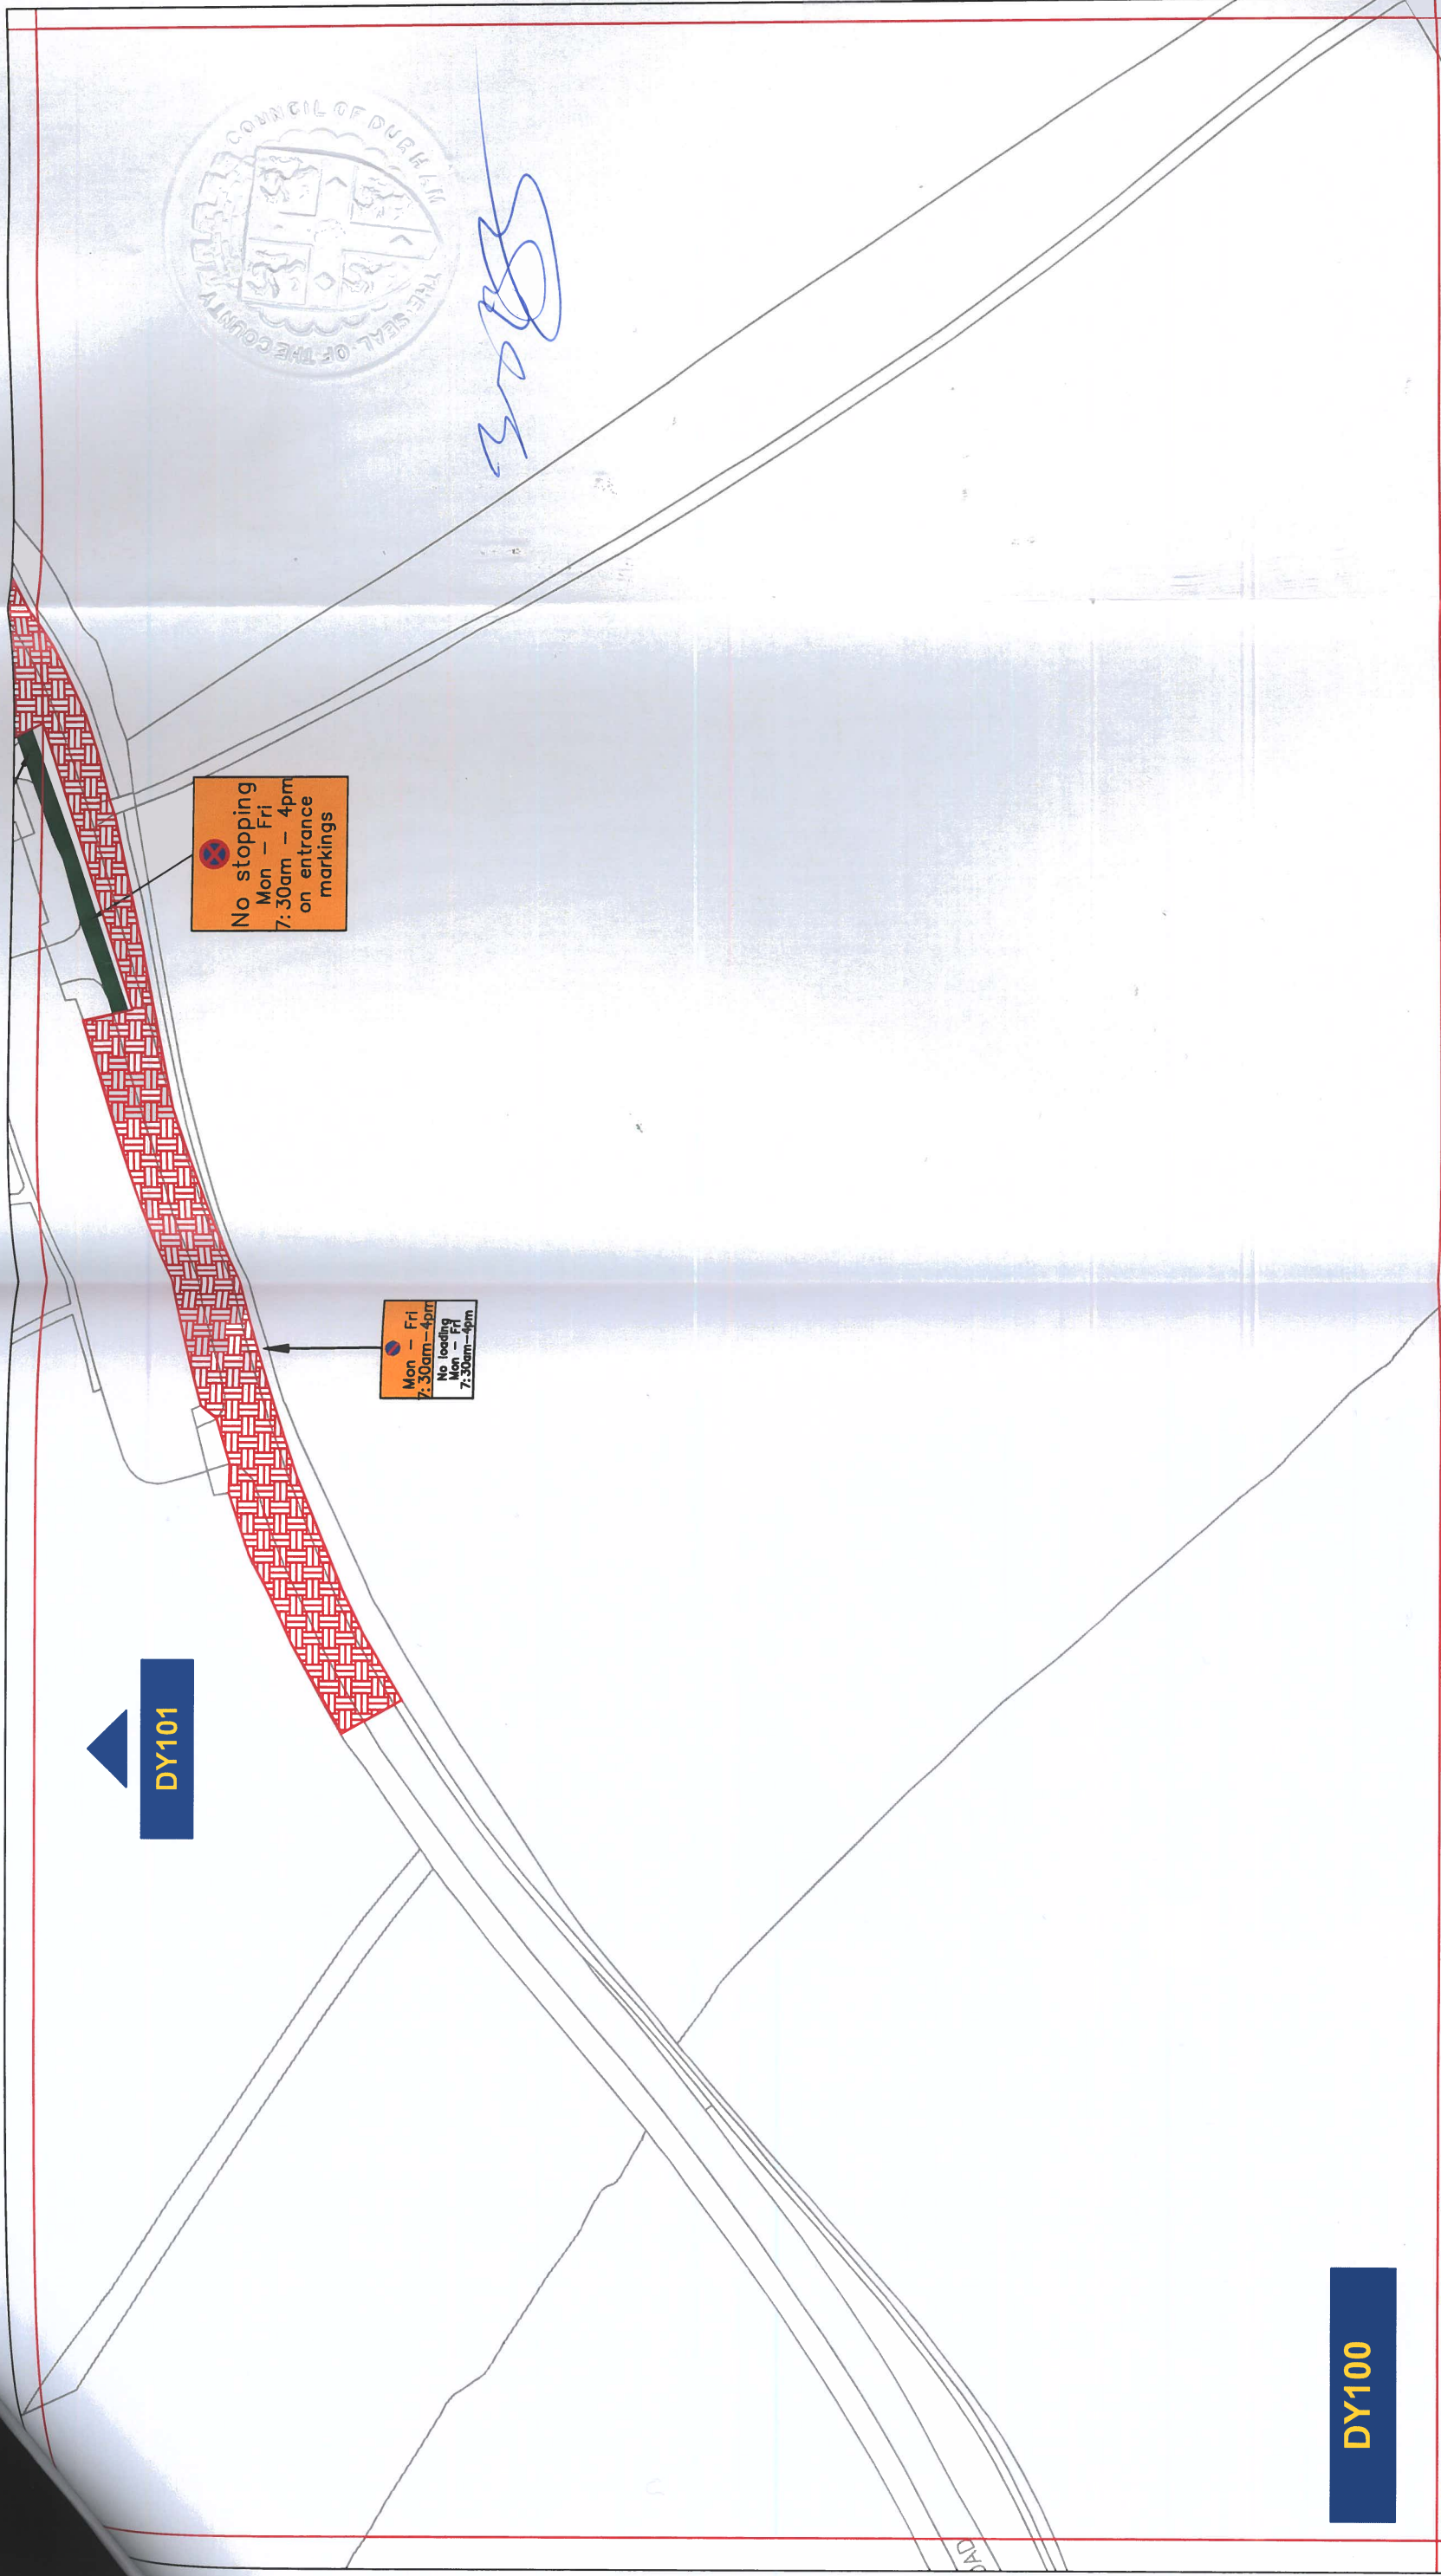 THE SEAL OF THE COUNTY COUNCIL OF DURHAM
No stopping
Mon - Fri
7:30am - 4pm
on entrance
markings
Mon - Fri
7:30am-4pm
No loading
Mon - Fri
7:30am-4pm
DY101
DY100
OAD